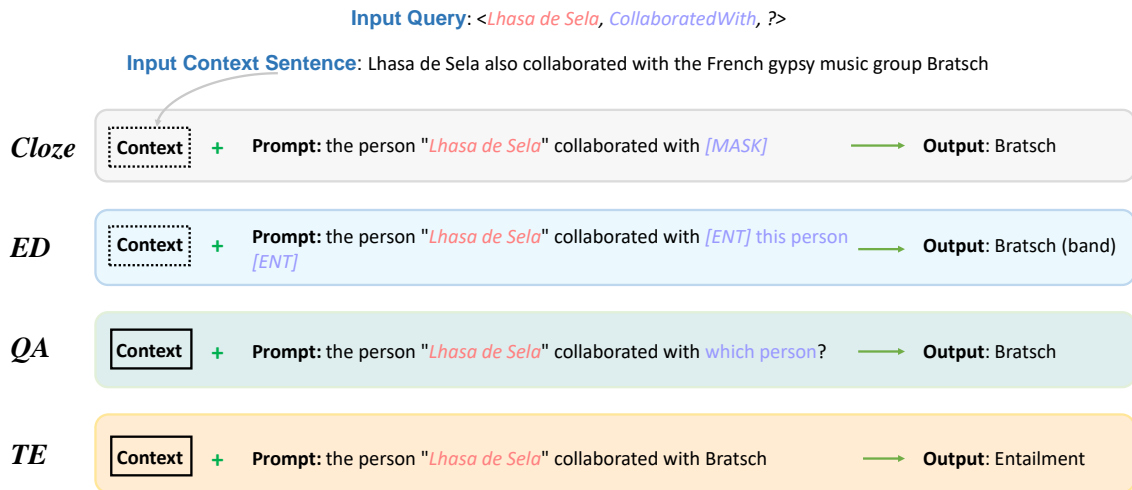 Input Query: <Lhasa de Sela, CollaboratedWith, ?>
Input Context Sentence: Lhasa de Sela also collaborated with the French gypsy music group Bratsch
Cloze Context + Prompt: the person "Lhasa de Sela" collaborated with [MASK] Output: Bratsch
ED Context + Prompt: the person "Lhasa de Sela" collaborated with [ENT] this person
[ENT] Output: Bratsch (band)
QA Context + Prompt: the person "Lhasa de Sela" collaborated with which person? Output: Bratsch
TE Context + Prompt: the person "Lhasa de Sela" collaborated with Bratsch Output: Entailment